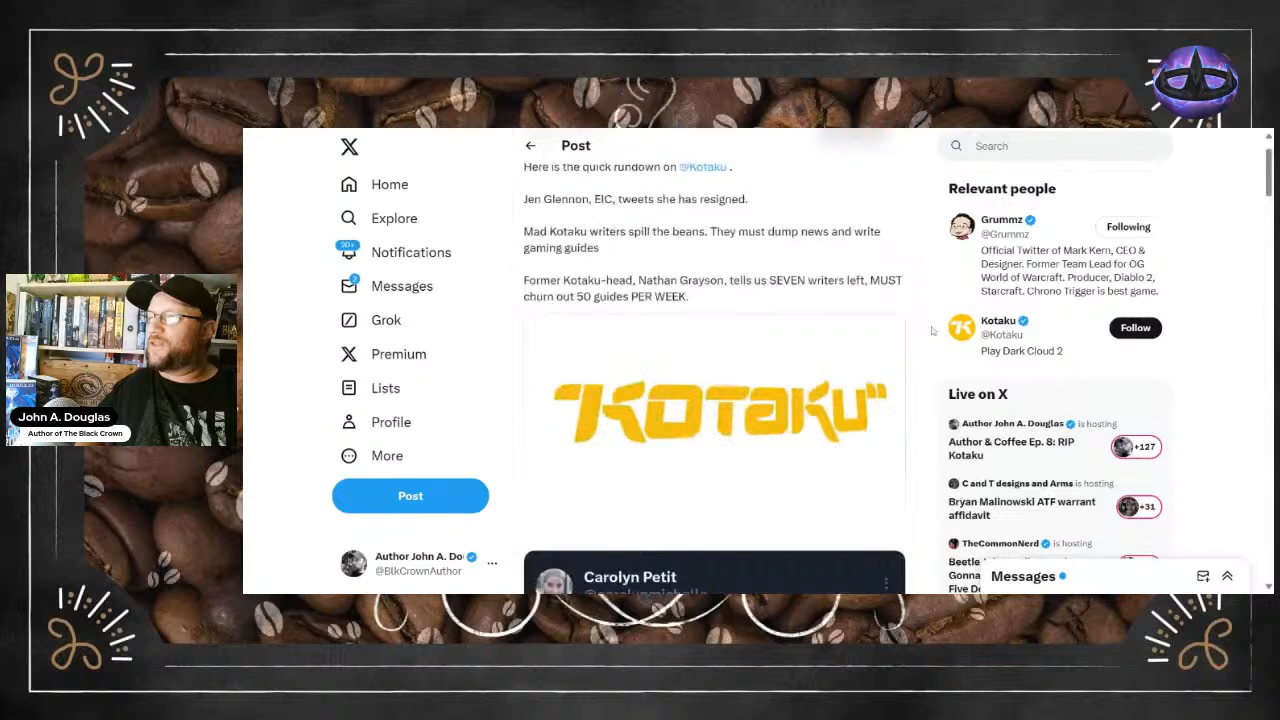 Post
Search
Home
Explore
20+
Notifications
2
Messages
Grok
Premium
Lists
Profile
More
Post
Author John A. Do
@BlkCrownAuthor
Here is the quick rundown on @Kotaku .
Jen Glennon, EIC, tweets she has resigned.
Mad Kotaku writers spill the beans. They must dump news and write
gaming guides
Former Kotaku-head, Nathan Grayson, tells us SEVEN writers left, MUST
churn out 50 guides PER WEEK.
"KOTAKU"
Carolyn Petit
Relevant people
Grummz
@Grummz
Following
Official Twitter of Mark Kern, CEO &
Designer. Former Team Lead for OG
World of Warcraft. Producer, Diablo 2,
Starcraft. Chrono Trigger is best game.
Kotaku
@Kotaku
Follow
Play Dark Cloud 2
Live on X
Author John A. Douglas is hosting
Author & Coffee Ep. 8: RIP
Kotaku
+127
C and T designs and Arms is hosting
Bryan Malinowski ATF warrant
affidavit
+31
TheCommonNerd is hosting
Beetle
Gonna
Five De
Messages
John A. Douglas
Author of The Black Crown
DOUGLAS